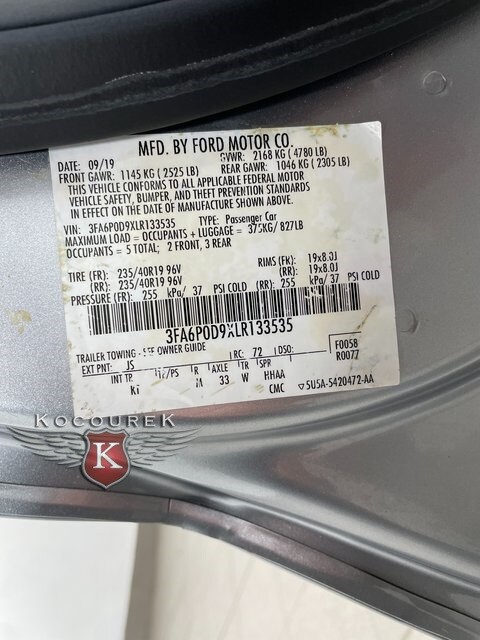 MFD. BY FORD MOTOR CO.
DATE: 09/19 GVWR: 2168 KG ( 4780 LB)
FRONT GAWR: 1145 KG ( 2525 LB) REAR GAWR: 1046 KG ( 2305 LB)
THIS VEHICLE CONFORMS TO ALL APPLICABLE FEDERAL MOTOR
VEHICLE SAFETY, BUMPER, AND THEFT PREVENTION STANDARDS
IN EFFECT ON THE DATE OF MANUFACTURE SHOWN ABOVE.
VIN: 3FA6P0D9XLR133535 TYPE: Passenger Car
MAXIMUM LOAD = OCCUPANTS + LUGGAGE = 375KG/ 827LB
OCCUPANTS = 5 TOTAL; 2 FRONT, 3 REAR
TIRE (FR): 235/40R19 96V RIMS (FR): 19x8.0J
(RR): 235/40R19 96V (RR): 19x8.0J
PRESSURE (FR): 255 kPa/ 37 PSI COLD (RR): 255 kPa/ 37 PSI COLD
3FA6P0D9XLR133535
TRAILER TOWING - SEE OWNER GUIDE
EXT PNT: JS RC: 72 DSO: F0058
R0077
INT TR TP/PS R AXLE TR SPR
M 33 W HHAA
CMC 5U5A-5420472-AA
KOCOUREK
K